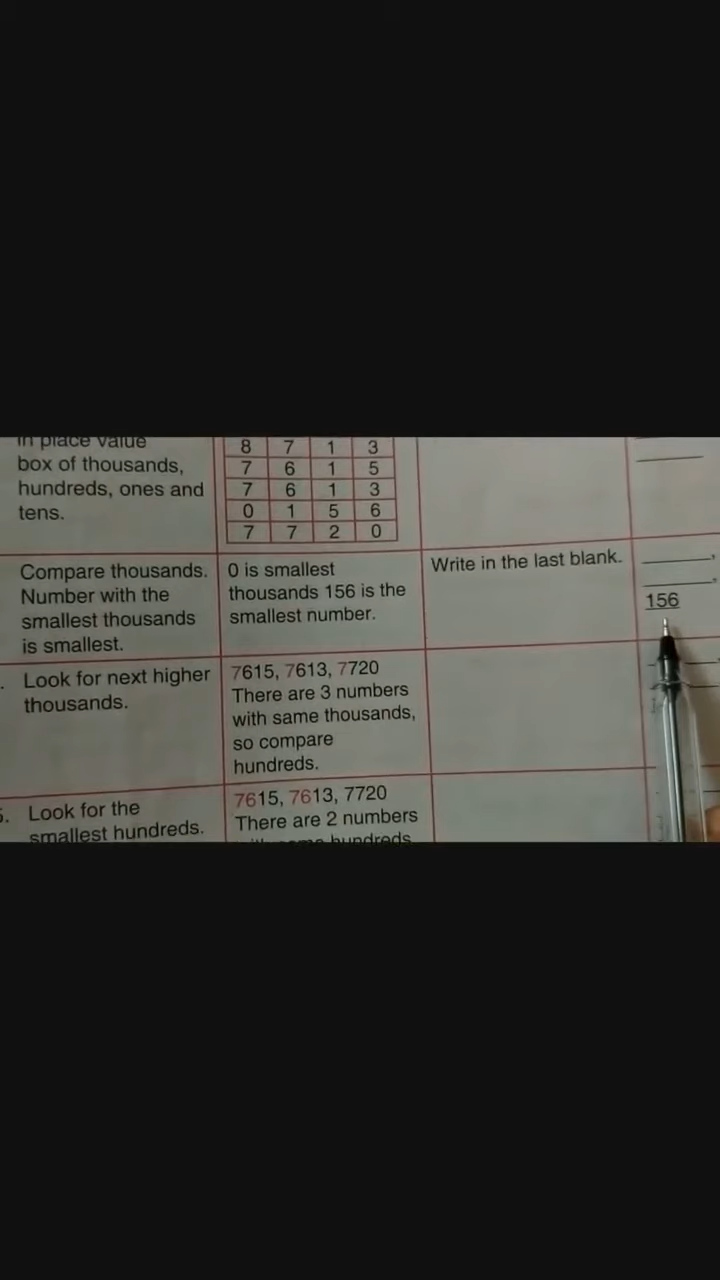 in place value
box of thousands,
hundreds, ones and
tens.
8 7 1 3
7 6 1 5
7 6 1 3
0 1 5 6
7 7 2 0
Compare thousands.
Number with the
smallest thousands
is smallest.
0 is smallest
thousands 156 is the
smallest number.
Write in the last blank.
156
Look for next higher
thousands.
7615, 7613, 7720
There are 3 numbers
with same thousands,
so compare
hundreds.
5. Look for the
smallest hundreds.
7615, 7613, 7720
There are 2 numbers
hundreds